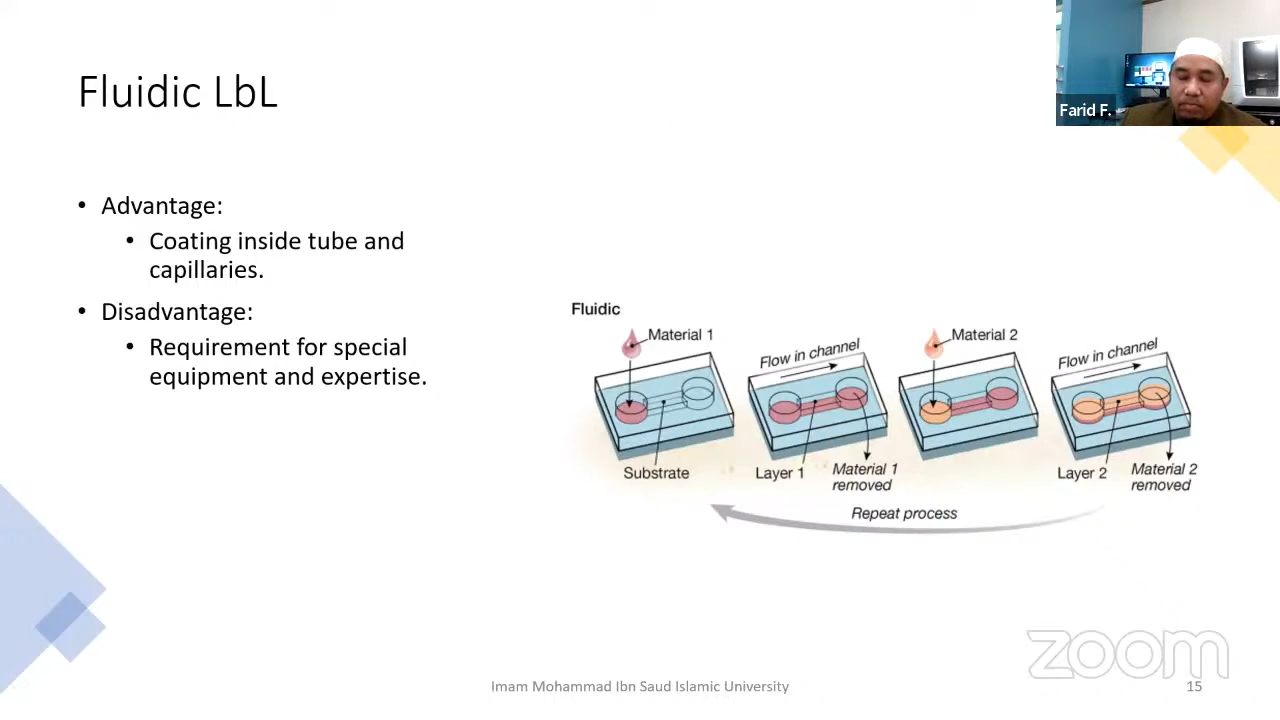 Farid F.
Fluidic LbL
• Advantage:
• Coating inside tube and
capillaries.
• Disadvantage:
• Requirement for special
equipment and expertise.
Fluidic
Material 1
Flow in channel
Material 2
Flow in channel
Substrate
Layer 1
Material 1
removed
Layer 2
Material 2
removed
Repeat process
zoom
Imam Mohammad Ibn Saud Islamic University
15